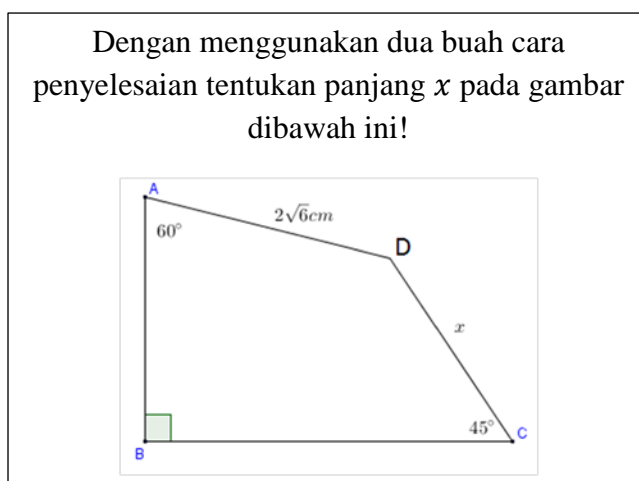 Dengan menggunakan dua buah cara
penyelesaian tentukan panjang 𝑥 pada gambar
dibawah ini!
A
2√6cm
60°
D
x
45°
C
B